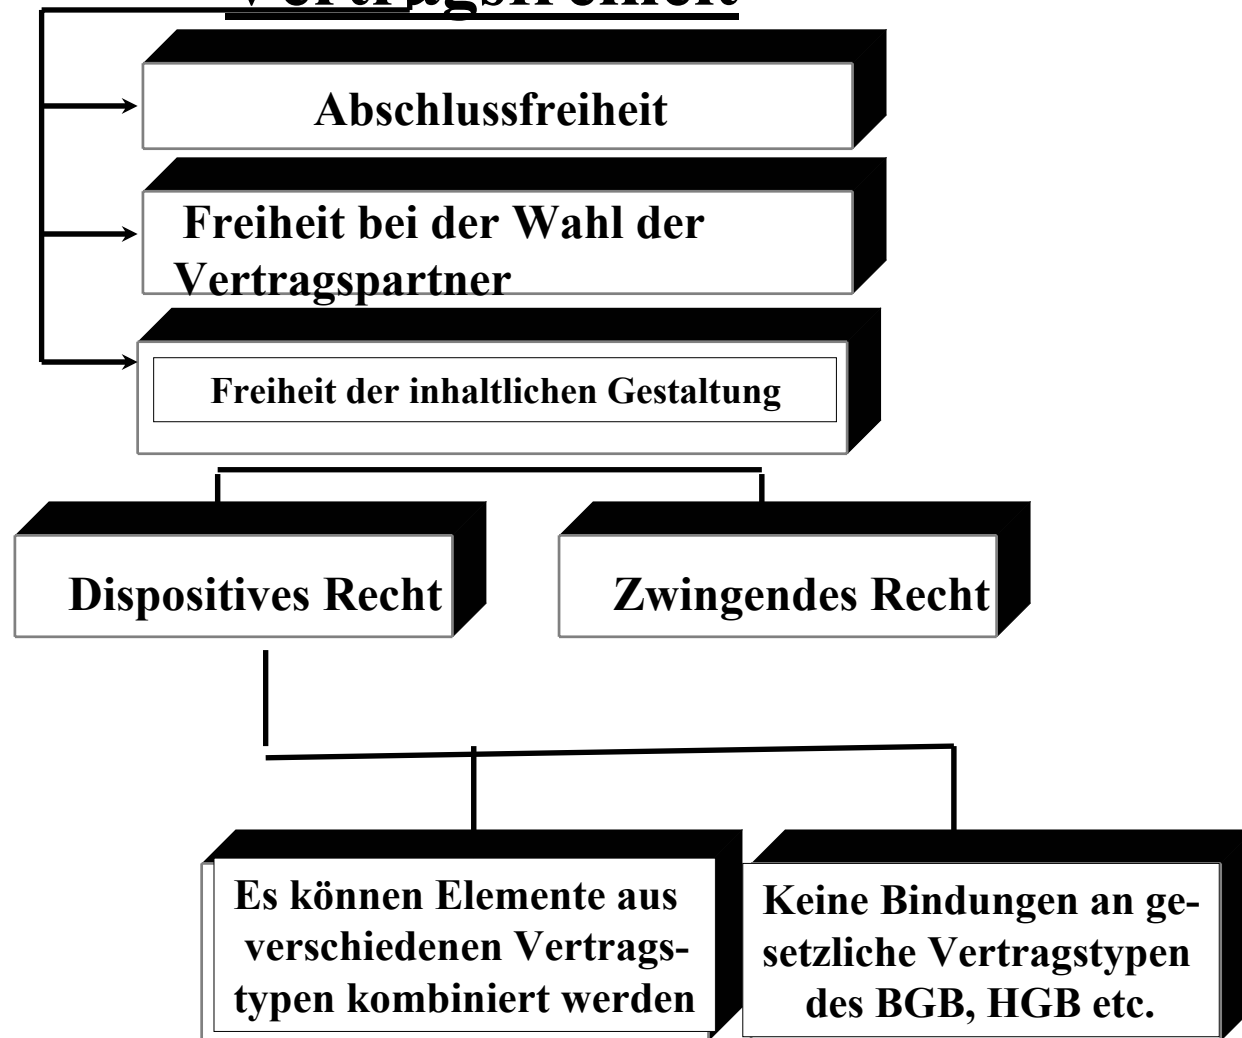 Vertragsfreiheit
Abschlussfreiheit
Freiheit bei der Wahl der
Vertragspartner
Freiheit der inhaltlichen Gestaltung
Dispositives Recht
Zwingendes Recht
Es können Elemente aus
verschiedenen Vertrags-
typen kombiniert werden
Keine Bindungen an ge-
setzliche Vertragstypen
des BGB, HGB etc.